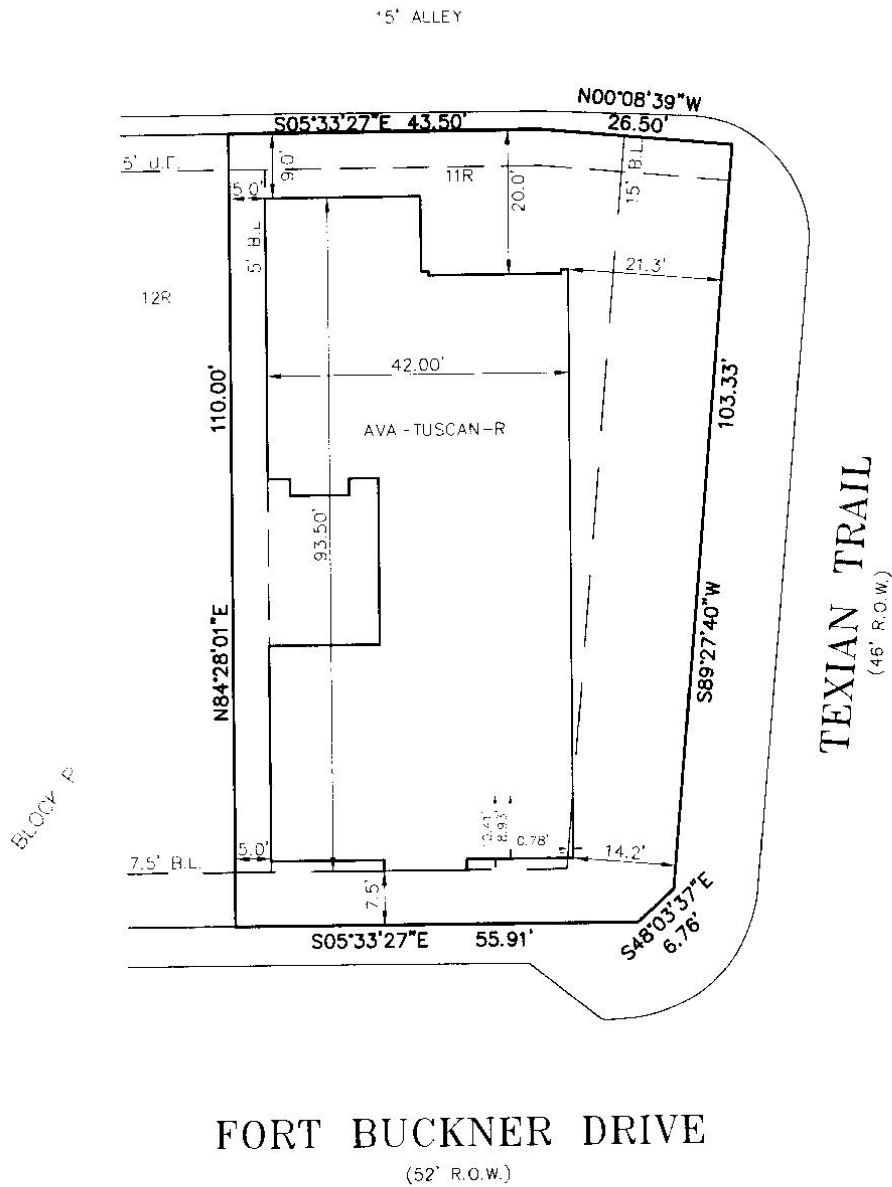 15' ALLEY
N00°08'39"W
26.50'
S05°33'27"E 43.50'
5' U.E.
9.0'
11R
20.0'
15' B.L.
5.0'
5' B.L.
21.3'
12R
42.00'
110.00'
103.33'
AVA-TUSCAN-R
93.50'
TEXIAN TRAIL
(46' R.O.W.)
N84°28'01"E
S89°27'40"W
BLOCK R
8.93'
0.78'
5.0'
14.2'
7.5' B.L.
7.5'
S05°33'27"E 55.91'
S48°03'37"E
6.76'
FORT BUCKNER DRIVE
(52' R.O.W.)